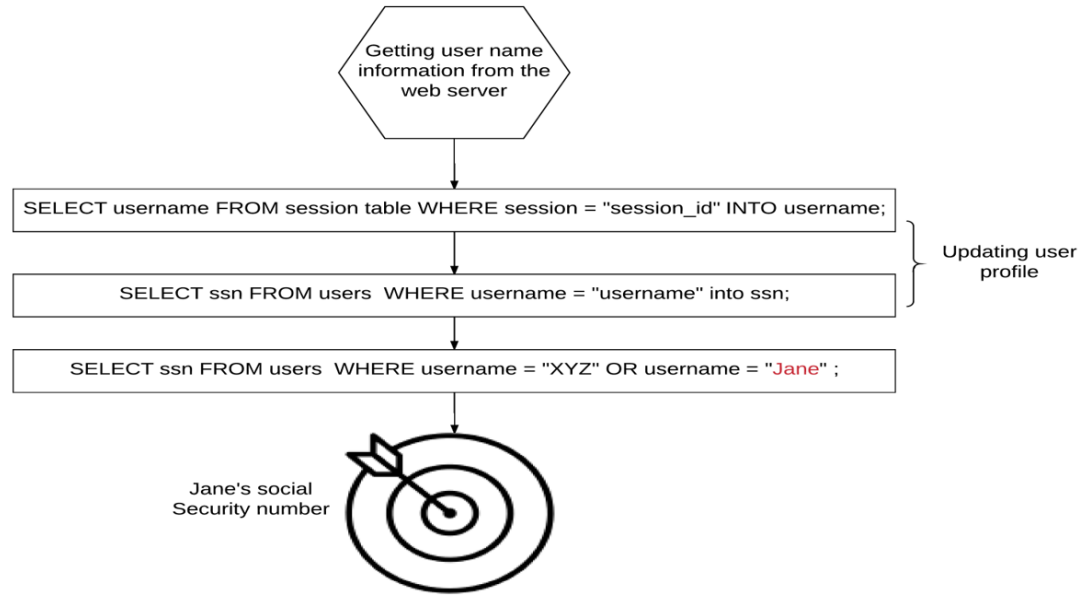 Getting user name
information from the
web server
SELECT username FROM session table WHERE session = "session_id" INTO username;
Updating user
profile
SELECT ssn FROM users  WHERE username = "username" into ssn;
SELECT ssn FROM users  WHERE username = "XYZ" OR username = "Jane" ;
Jane's social
Security number